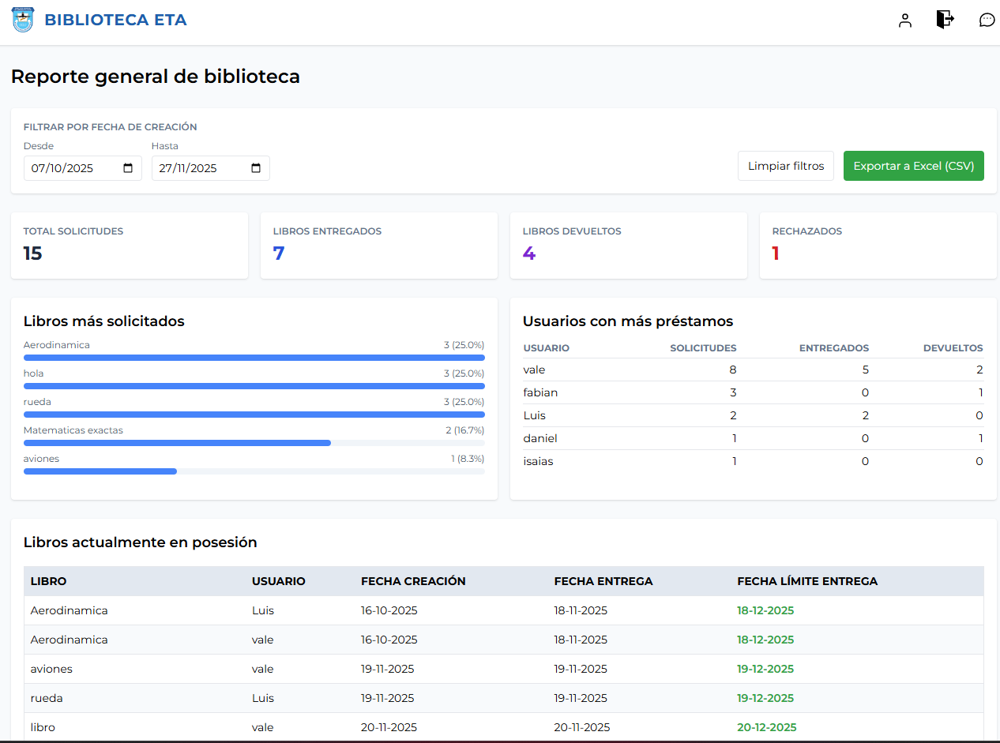 BIBLIOTECA ETA
Reporte general de biblioteca
FILTRAR POR FECHA DE CREACIÓN
Desde Hasta
07/10/2025 27/11/2025 Limpiar filtros Exportar a Excel (CSV)
TOTAL SOLICITUDES LIBROS ENTREGADOS LIBROS DEVUELTOS RECHAZADOS
15 7 4 1
Libros más solicitados
Aerodinamica 3 (25.0%)
hola 3 (25.0%)
rueda 3 (25.0%)
Matematicas exactas 2 (16.7%)
aviones 1 (8.3%)
Usuarios con más préstamos
USUARIO SOLICITUDES ENTREGADOS DEVUELTOS
vale 8 5 2
fabian 3 0 1
Luis 2 2 0
daniel 1 0 1
isaias 1 0 0
Libros actualmente en posesión
LIBRO USUARIO FECHA CREACIÓN FECHA ENTREGA FECHA LÍMITE ENTREGA
Aerodinamica Luis 16-10-2025 18-11-2025 18-12-2025
Aerodinamica vale 16-10-2025 18-11-2025 18-12-2025
aviones vale 19-11-2025 19-11-2025 19-12-2025
rueda Luis 19-11-2025 19-11-2025 19-12-2025
libro vale 20-11-2025 20-11-2025 20-12-2025